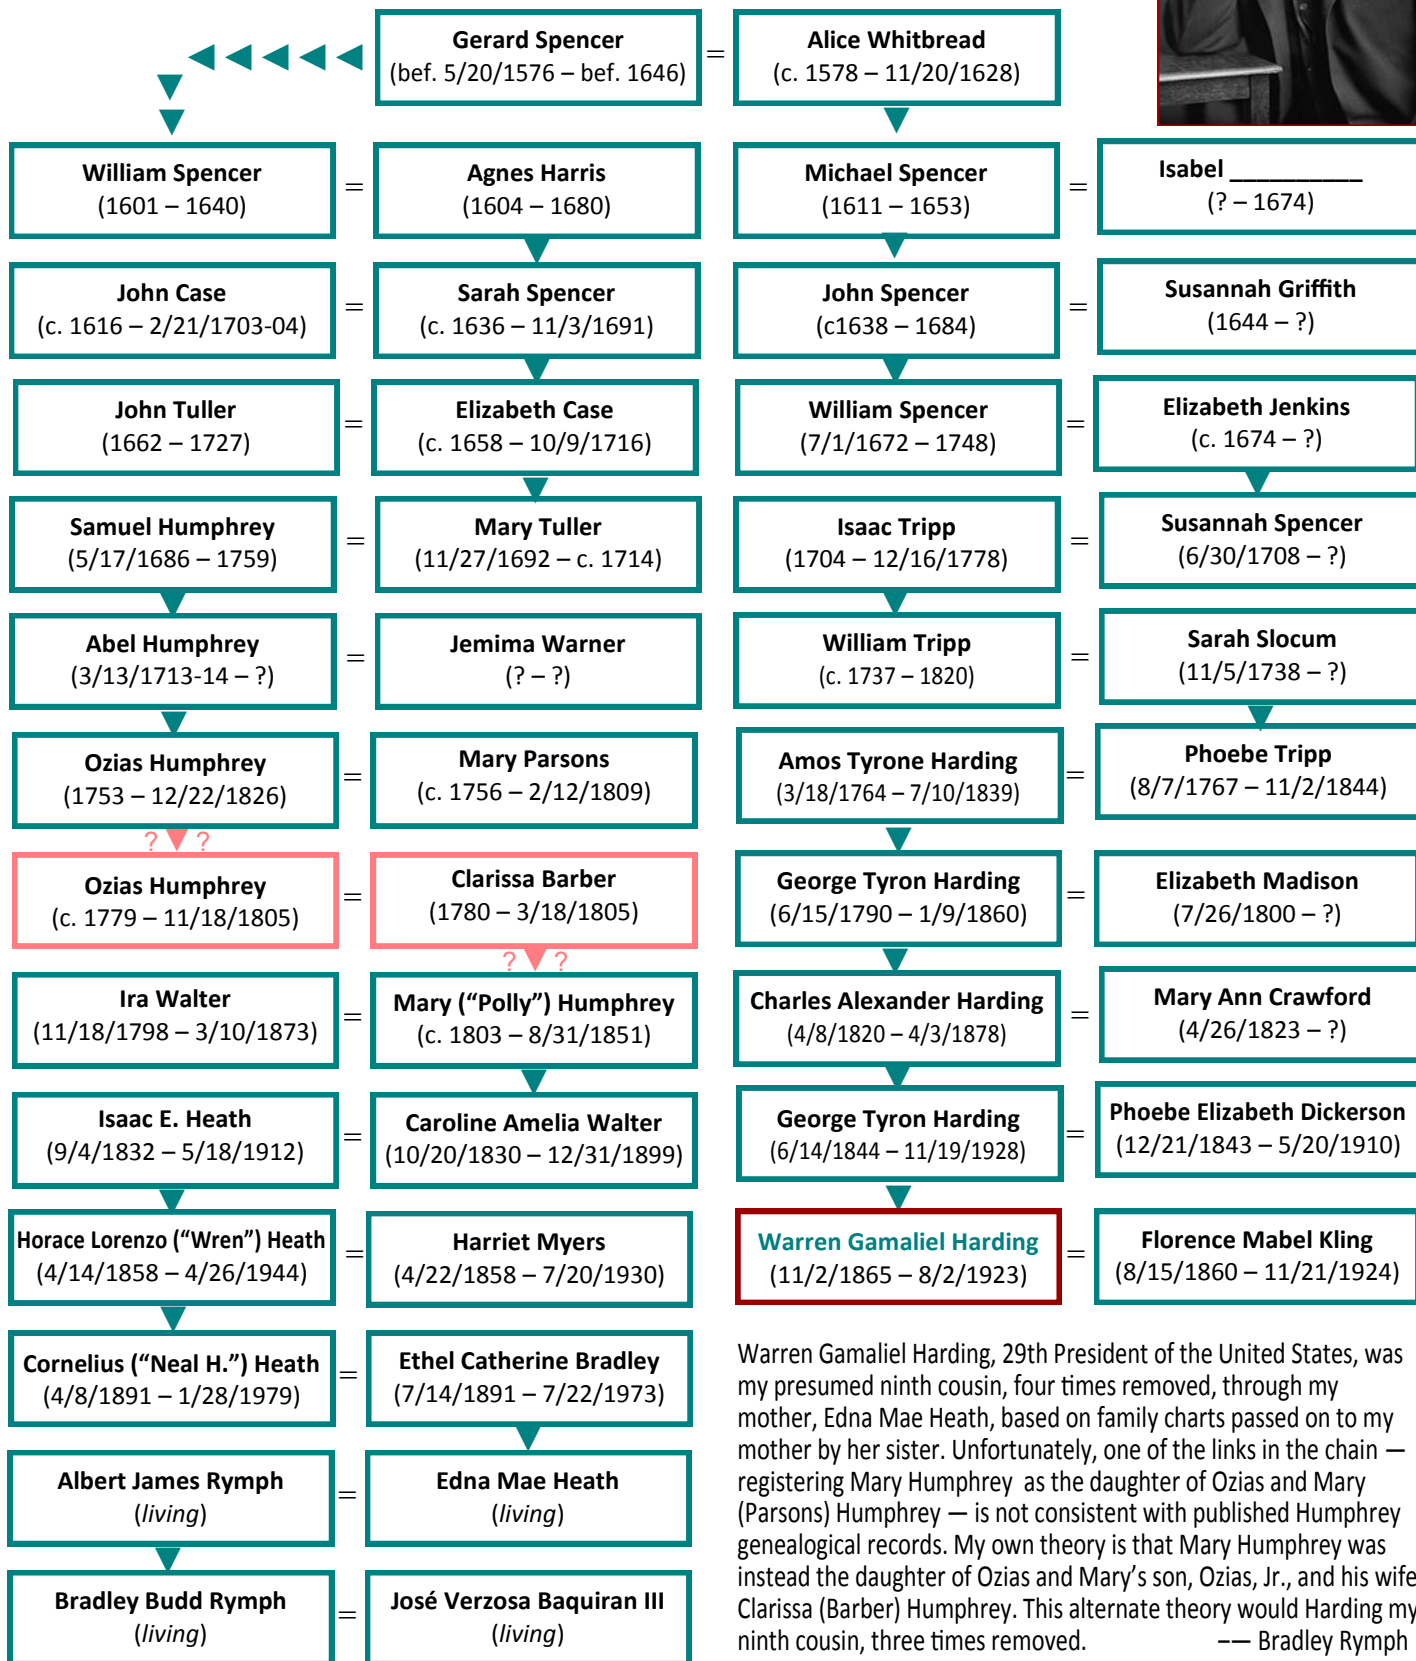 Gerard Spencer
(bef. 5/20/1576 – bef. 1646)
=
Alice Whitbread
(c. 1578 – 11/20/1628)
William Spencer
(1601 – 1640)
=
Agnes Harris
(1604 – 1680)
Michael Spencer
(1611 – 1653)
=
Isabel __________
(? – 1674)
John Case
(c. 1616 – 2/21/1703-04)
=
Sarah Spencer
(c. 1636 – 11/3/1691)
John Spencer
(c1638 – 1684)
=
Susannah Griffith
(1644 – ?)
John Tuller
(1662 – 1727)
=
Elizabeth Case
(c. 1658 – 10/9/1716)
William Spencer
(7/1/1672 – 1748)
=
Elizabeth Jenkins
(c. 1674 – ?)
Samuel Humphrey
(5/17/1686 – 1759)
=
Mary Tuller
(11/27/1692 – c. 1714)
Isaac Tripp
(1704 – 12/16/1778)
=
Susannah Spencer
(6/30/1708 – ?)
Abel Humphrey
(3/13/1713-14 – ?)
=
Jemima Warner
(? – ?)
William Tripp
(c. 1737 – 1820)
=
Sarah Slocum
(11/5/1738 – ?)
Ozias Humphrey
(1753 – 12/22/1826)
=
Mary Parsons
(c. 1756 – 2/12/1809)
Amos Tyrone Harding
(3/18/1764 – 7/10/1839)
=
Phoebe Tripp
(8/7/1767 – 11/2/1844)
? ?
Ozias Humphrey
(c. 1779 – 11/18/1805)
=
Clarissa Barber
(1780 – 3/18/1805)
George Tyron Harding
(6/15/1790 – 1/9/1860)
=
Elizabeth Madison
(7/26/1800 – ?)
? ?
Ira Walter
(11/18/1798 – 3/10/1873)
=
Mary (“Polly”) Humphrey
(c. 1803 – 8/31/1851)
Charles Alexander Harding
(4/8/1820 – 4/3/1878)
=
Mary Ann Crawford
(4/26/1823 – ?)
Isaac E. Heath
(9/4/1832 – 5/18/1912)
=
Caroline Amelia Walter
(10/20/1830 – 12/31/1899)
George Tyron Harding
(6/14/1844 – 11/19/1928)
=
Phoebe Elizabeth Dickerson
(12/21/1843 – 5/20/1910)
Horace Lorenzo (“Wren”) Heath
(4/14/1858 – 4/26/1944)
=
Harriet Myers
(4/22/1858 – 7/20/1930)
Warren Gamaliel Harding
(11/2/1865 – 8/2/1923)
=
Florence Mabel Kling
(8/15/1860 – 11/21/1924)
Cornelius (“Neal H.”) Heath
(4/8/1891 – 1/28/1979)
=
Ethel Catherine Bradley
(7/14/1891 – 7/22/1973)
Albert James Rymph
(living)
=
Edna Mae Heath
(living)
Bradley Budd Rymph
(living)
=
José Verzosa Baquiran III
(living)
Warren Gamaliel Harding, 29th President of the United States, was
my presumed ninth cousin, four times removed, through my
mother, Edna Mae Heath, based on family charts passed on to my
mother by her sister. Unfortunately, one of the links in the chain —
registering Mary Humphrey as the daughter of Ozias and Mary
(Parsons) Humphrey — is not consistent with published Humphrey
genealogical records. My own theory is that Mary Humphrey was
instead the daughter of Ozias and Mary’s son, Ozias, Jr., and his wife
Clarissa (Barber) Humphrey. This alternate theory would Harding my
ninth cousin, three times removed. –— Bradley Rymph